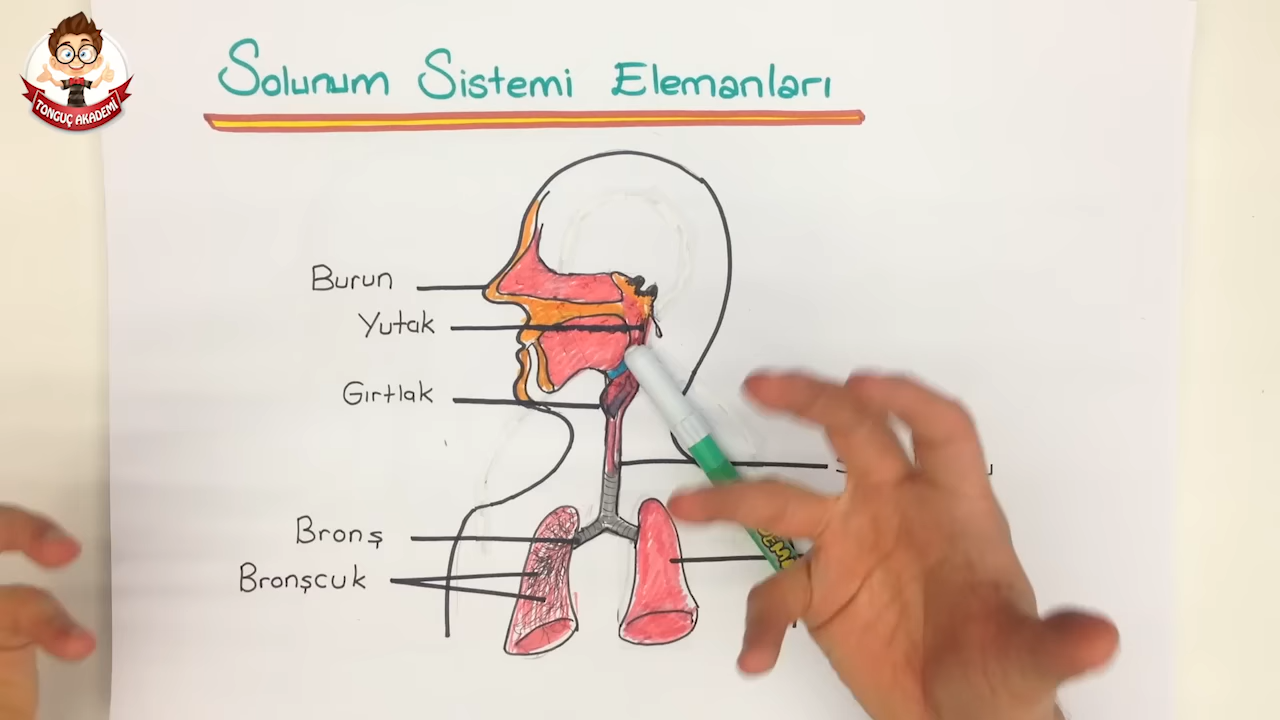 TONGUÇ AKADEMİ
Solunum Sistemi Elemanları
Burun
Yutak
Gırtlak
Bronş
Bronşcuk